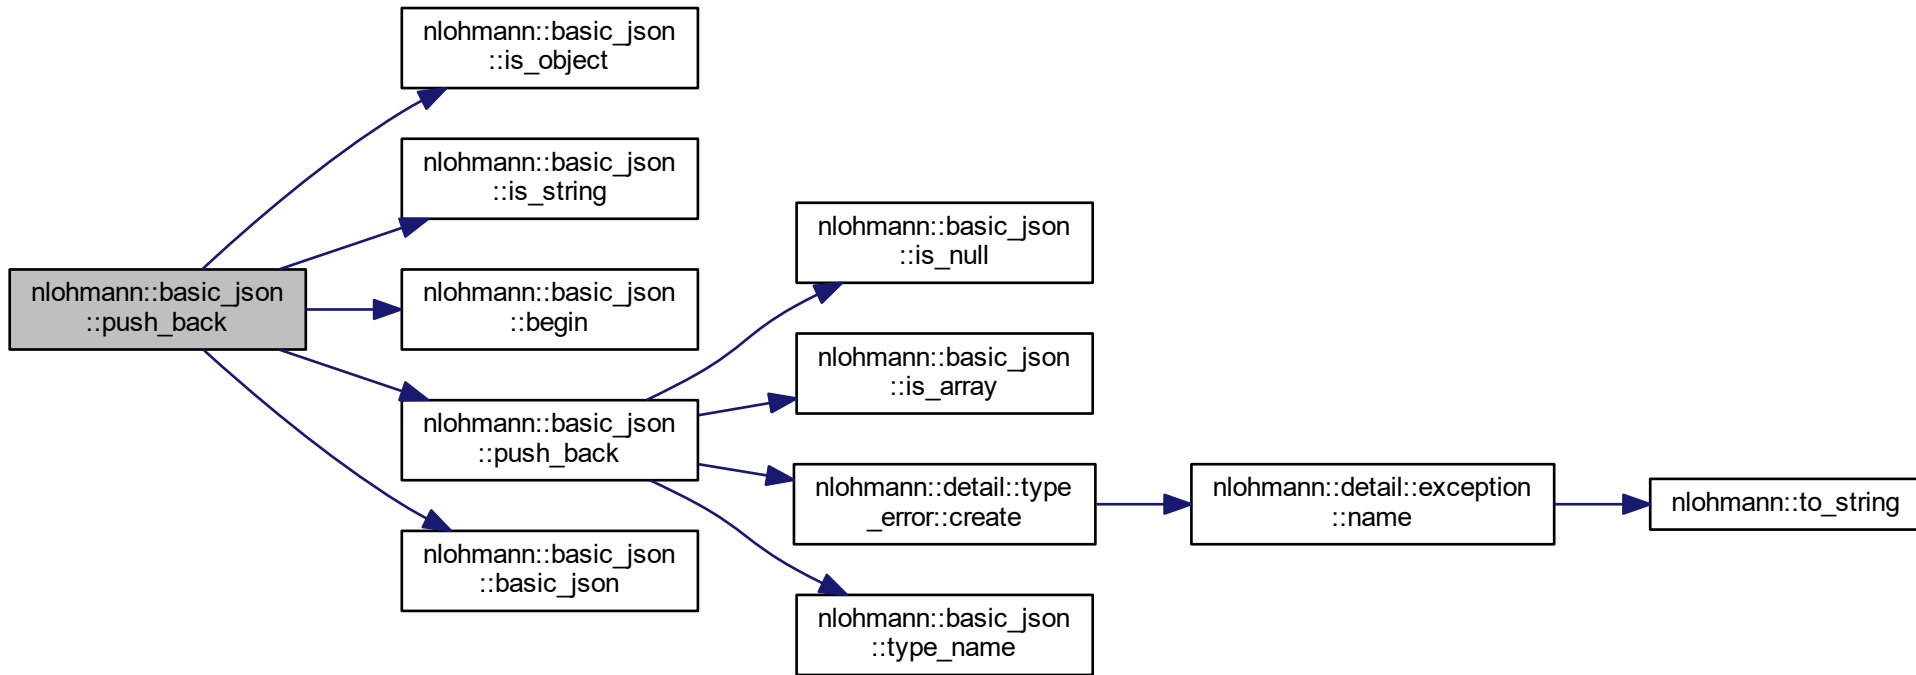 nlohmann::basic_json
::is_object
nlohmann::basic_json
::is_string
nlohmann::basic_json
::is_null
nlohmann::basic_json
::push_back
nlohmann::basic_json
::begin
nlohmann::basic_json
::is_array
nlohmann::basic_json
::push_back
nlohmann::detail::type
_error::create
nlohmann::detail::exception
::name
nlohmann::to_string
nlohmann::basic_json
::basic_json
nlohmann::basic_json
::type_name